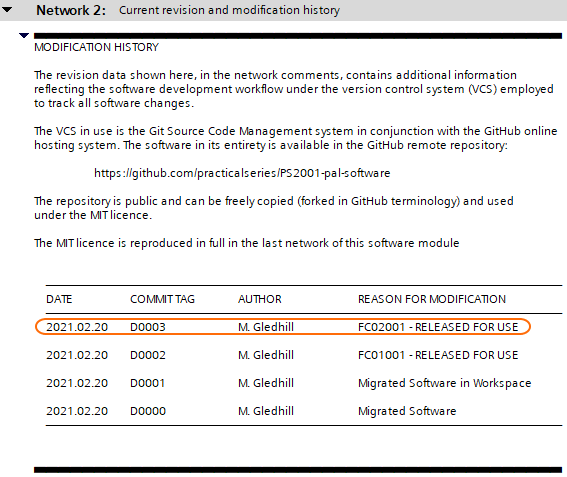 Network 2: Current revision and modification history
MODIFICATION HISTORY
The revision data shown here, in the network comments, contains additional information
reflecting the software development workflow under the version control system (VCS) employed
to track all software changes.
The VCS in use is the Git Source Code Management system in conjunction with the GitHub online
hosting system. The software in its entirety is available in the GitHub remote repository:
https://github.com/practicalseries/PS2001-pal-software
The repository is public and can be freely copied (forked in GitHub terminology) and used
under the MIT licence.
The MIT licence is reproduced in full in the last network of this software module
DATE COMMIT TAG AUTHOR REASON FOR MODIFICATION
2021.02.20 D0003 M. Gledhill FC02001 - RELEASED FOR USE
2021.02.20 D0002 M. Gledhill FC01001 - RELEASED FOR USE
2021.02.20 D0001 M. Gledhill Migrated Software in Workspace
2021.02.20 D0000 M. Gledhill Migrated Software